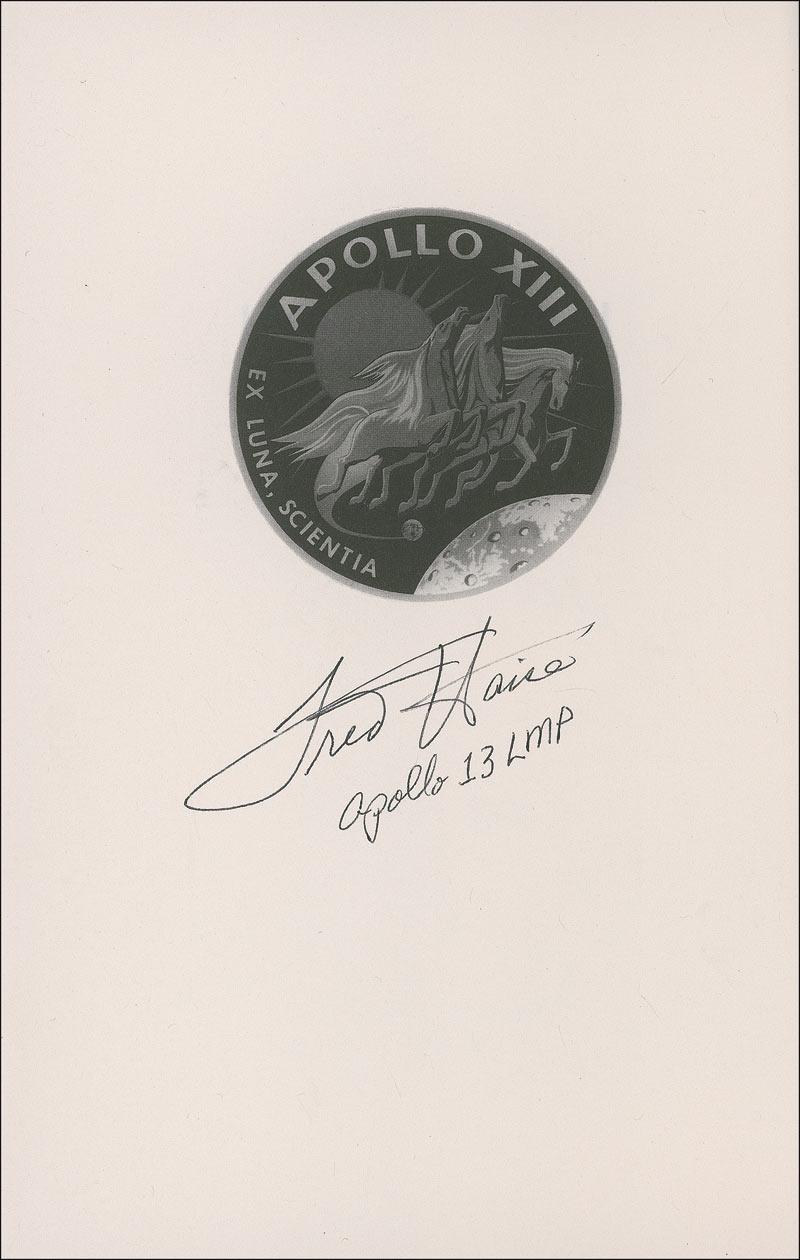 APOLLO XIII
EX LUNA, SCIENTIA
Fred Haise
Apollo 13 LMP